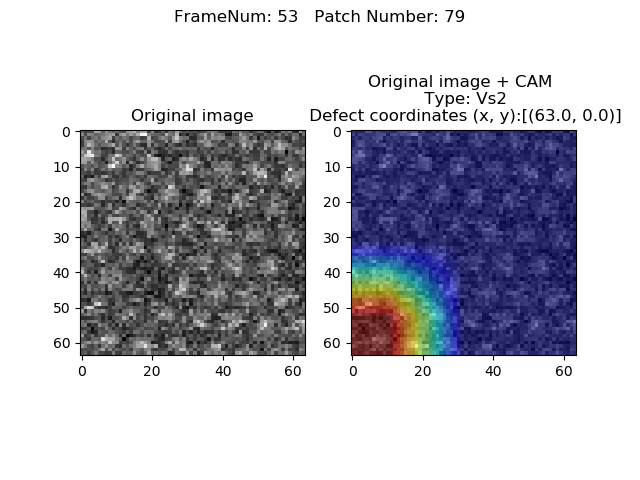 FrameNum: 53   Patch Number: 79
Original image
Original image + CAM
Type: Vs2
Defect coordinates (x, y):[(63.0, 0.0)]
0
10
20
30
40
50
60
0 20 40 60
0
10
20
30
40
50
60
0 20 40 60